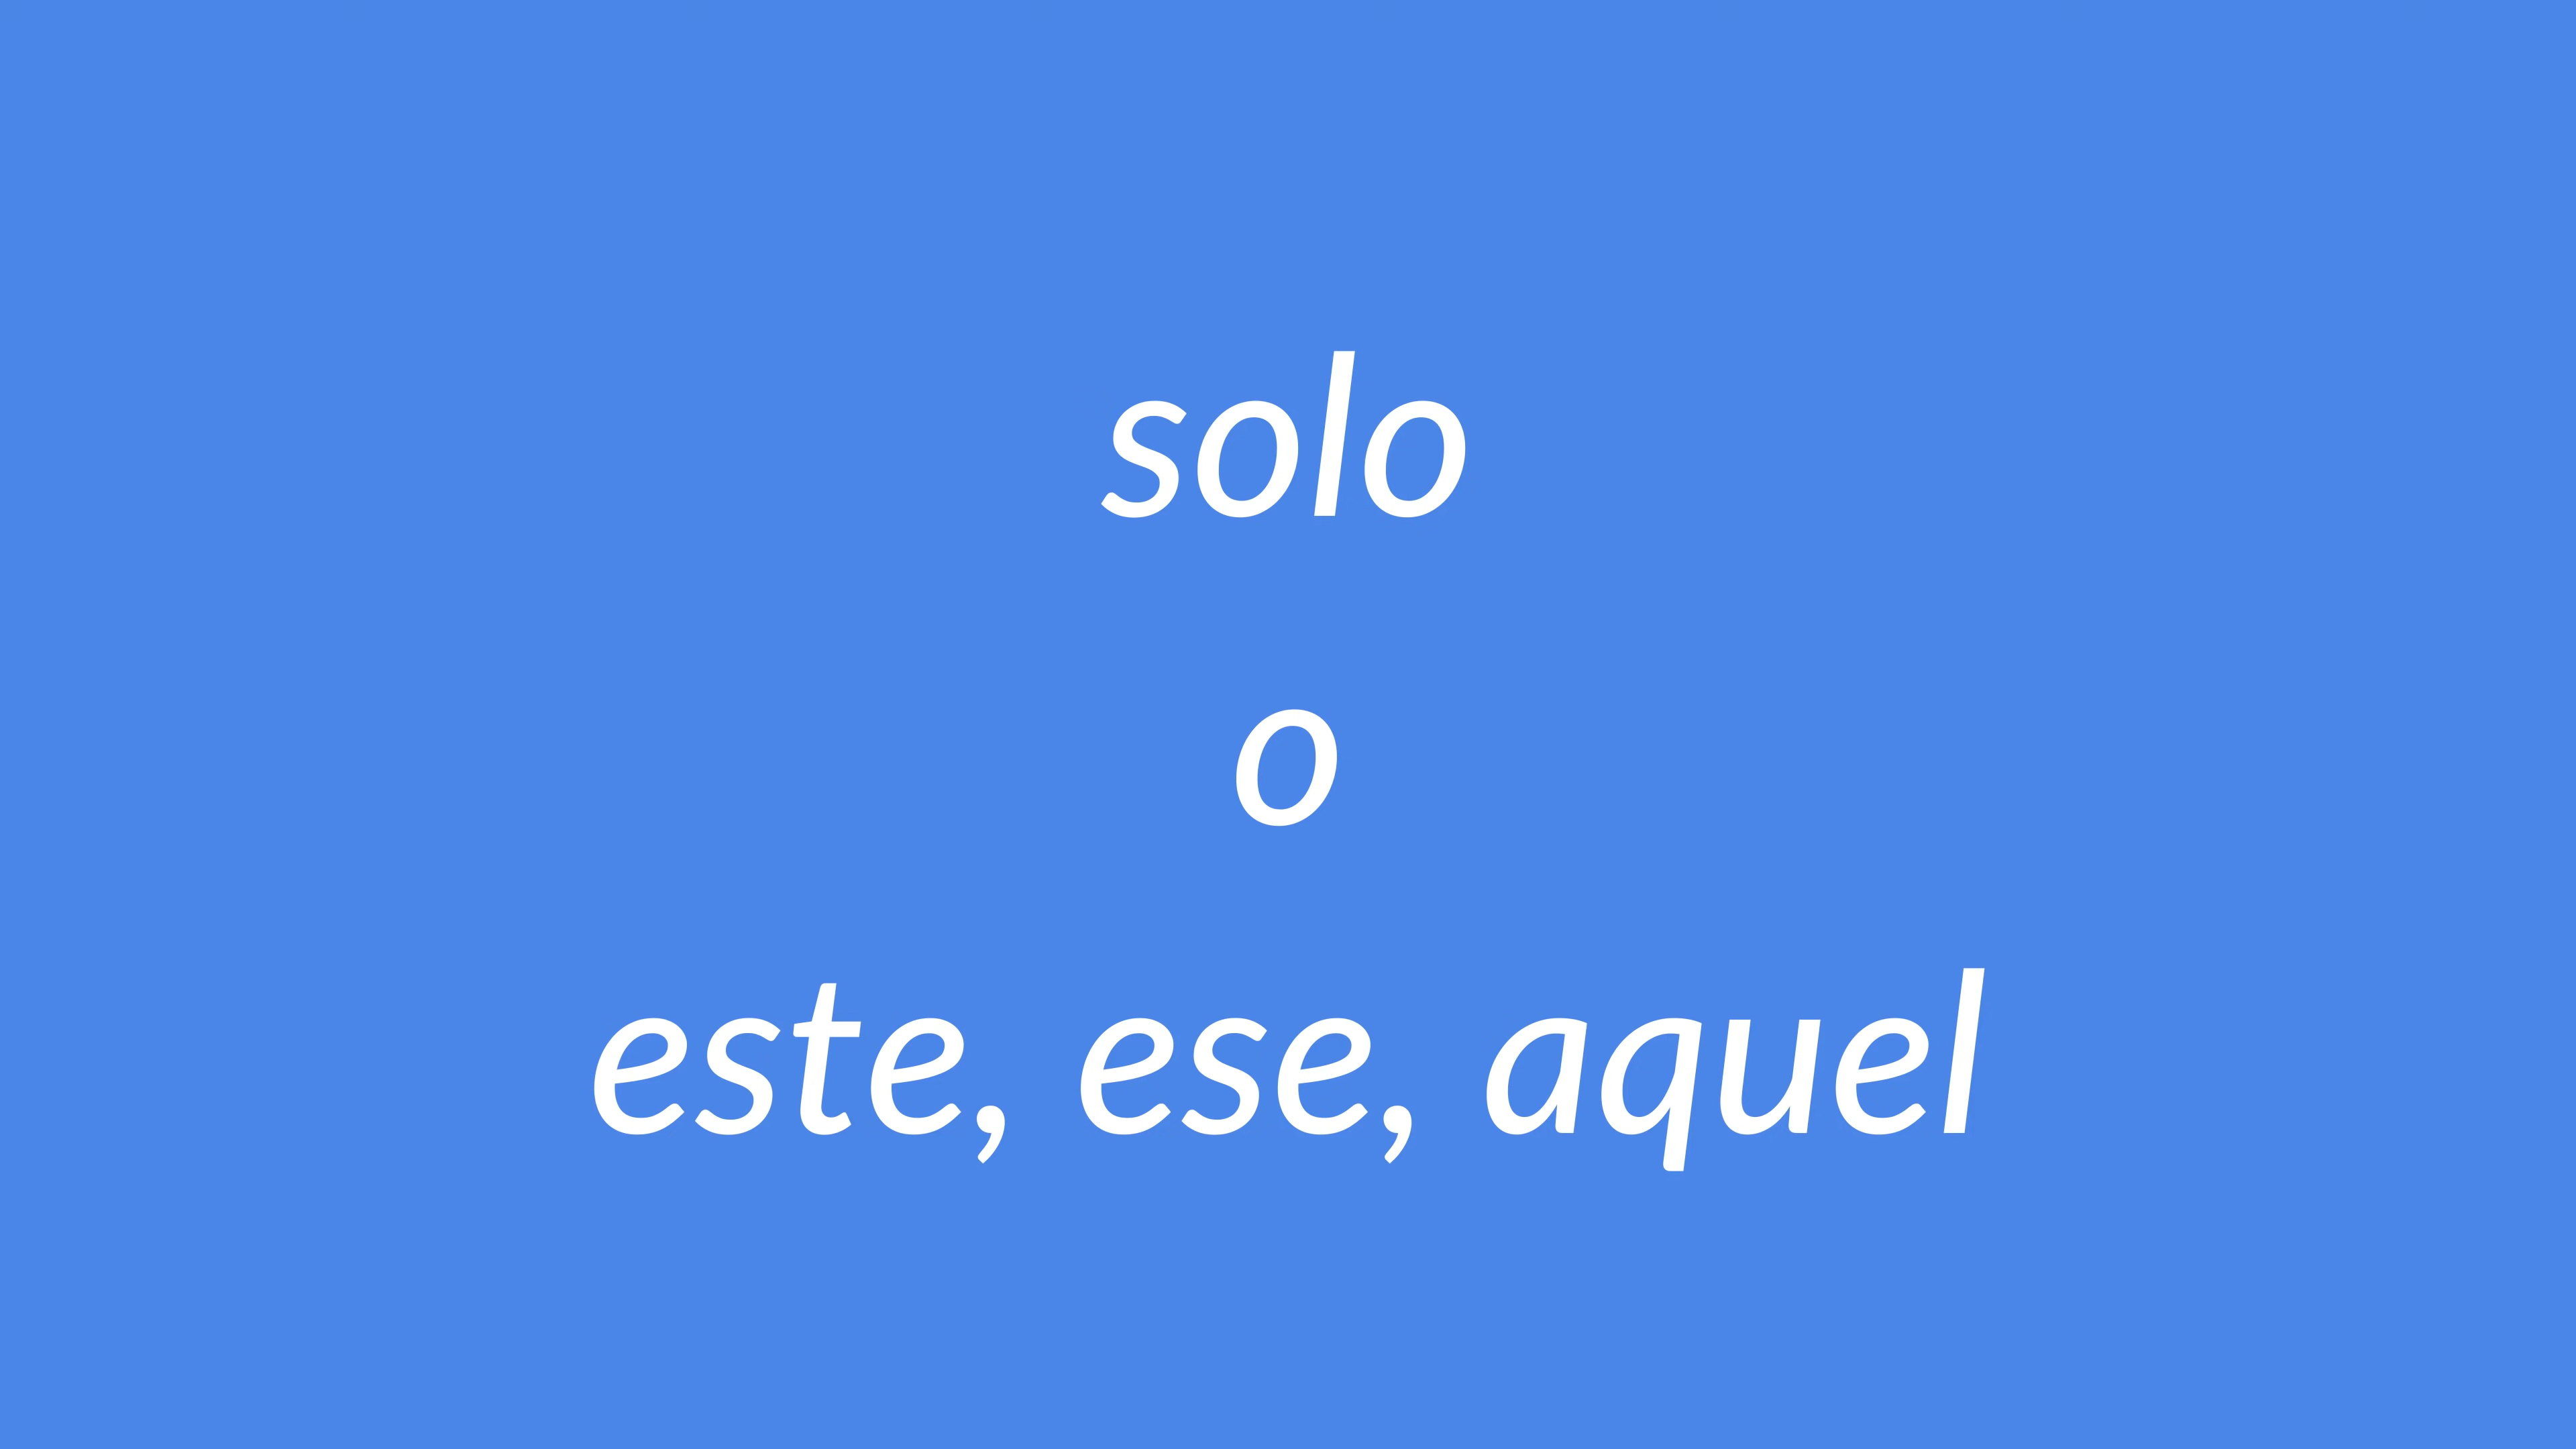 solo
o
este, ese, aquel